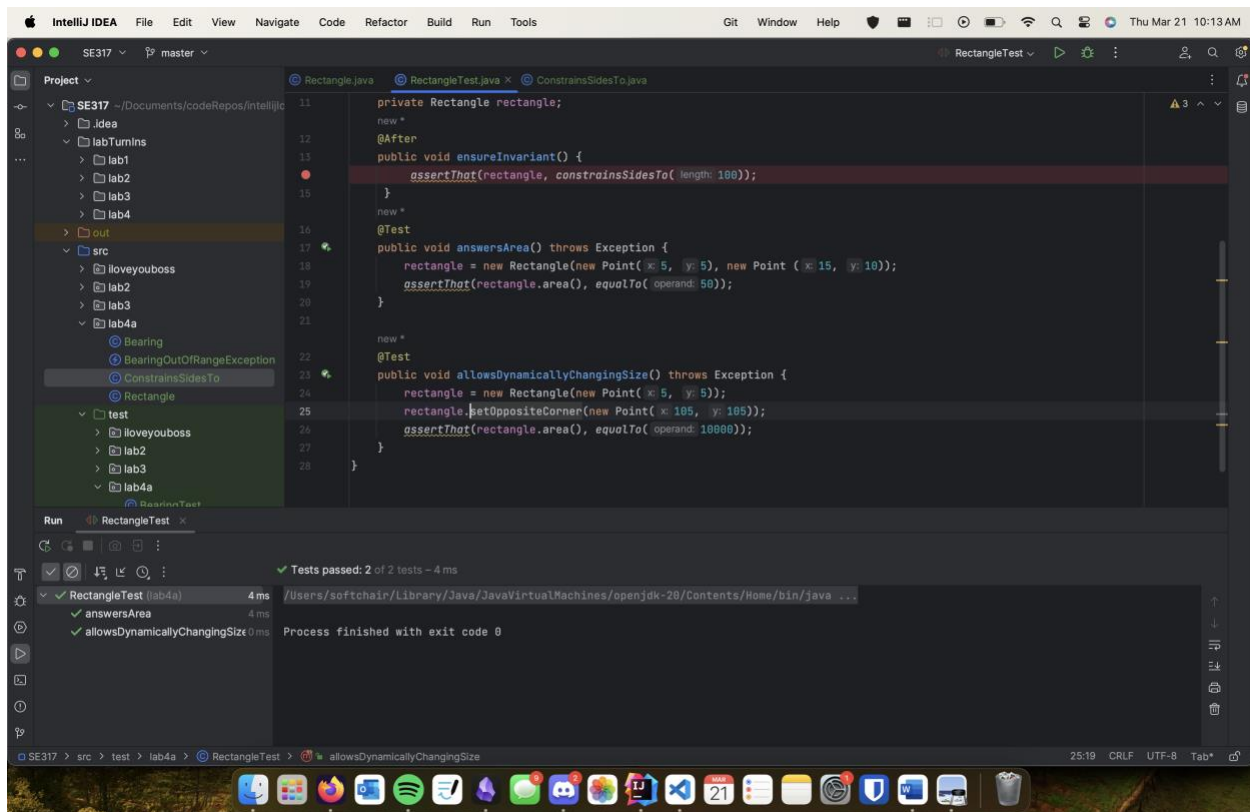 IntelliJ IDEA File Edit View Navigate Code Refactor Build Run Tools Git Window Help Thu Mar 21 10:13 AM
SE317 master RectangleTest
Project
Rectangle.java RectangleTest.java ConstrainsSidesTo.java
SE317 ~/Documents/codeRepos/intellijIc
.idea
labTurnIns
lab1
lab2
lab3
lab4
out
src
iloveyouboss
lab2
lab3
lab4a
Bearing
BearingOutOfRangeException
ConstrainsSidesTo
Rectangle
test
iloveyouboss
lab2
lab3
lab4a
BearingTest
3
11 private Rectangle rectangle;
new *
12 @After
13 public void ensureInvariant() {
assertThat(rectangle, constrainsSidesTo( length: 100));
15 }
new *
16 @Test
17 public void answersArea() throws Exception {
18 rectangle = new Rectangle(new Point( x: 5, y: 5), new Point ( x: 15, y: 10));
19 assertThat(rectangle.area(), equalTo( operand: 50));
20 }
21
new *
22 @Test
23 public void allowsDynamicallyChangingSize() throws Exception {
24 rectangle = new Rectangle(new Point( x: 5, y: 5));
25 rectangle.setOppositeCorner(new Point( x: 105, y: 105));
26 assertThat(rectangle.area(), equalTo( operand: 10000));
27 }
28 }
Run RectangleTest
Tests passed: 2 of 2 tests – 4 ms
RectangleTest (lab4a) 4 ms
answersArea 4 ms
allowsDynamicallyChangingSize 0 ms
/Users/softchair/Library/Java/JavaVirtualMachines/openjdk-20/Contents/Home/bin/java ...
Process finished with exit code 0
SE317 > src > test > lab4a > RectangleTest > allowsDynamicallyChangingSize 25:19 CRLF UTF-8 Tab*
9 2 MAR 21 1